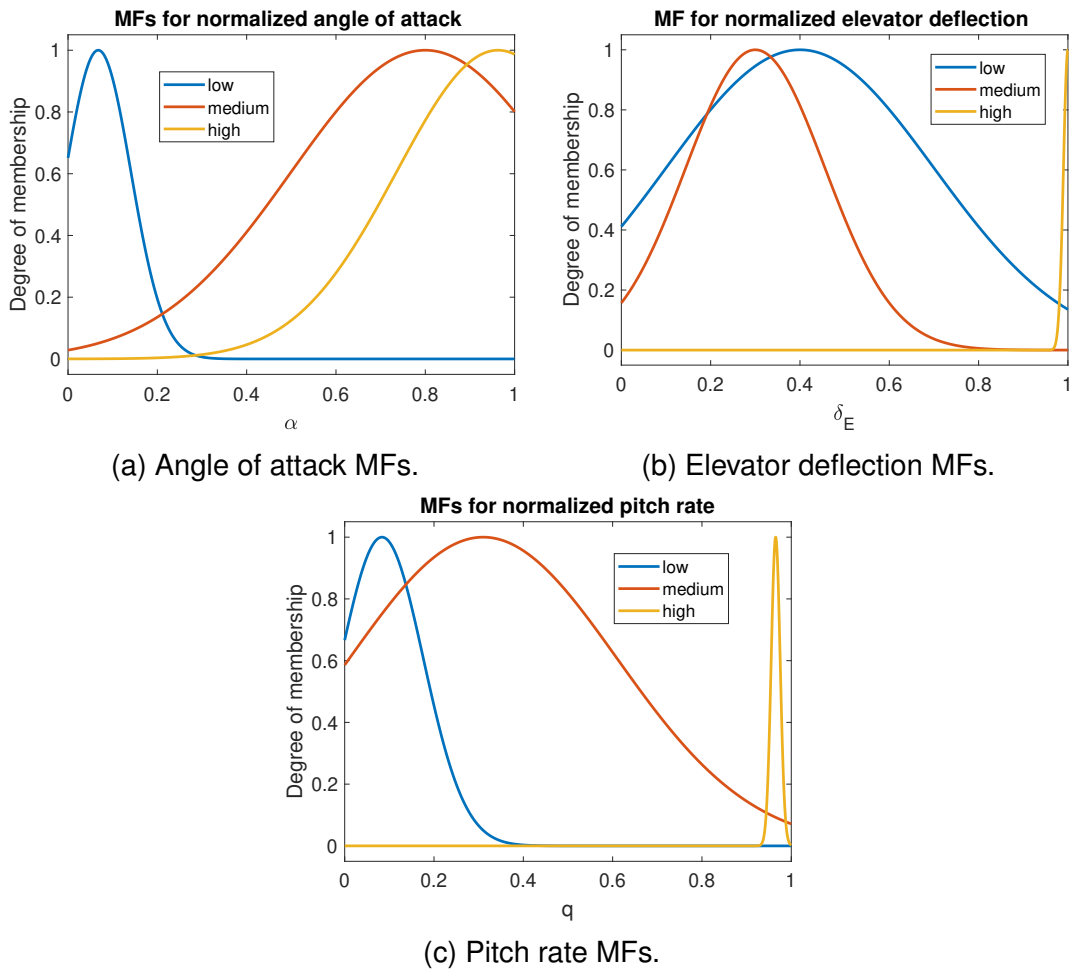 MFs for normalized angle of attack
Degree of membership
1
0.8
0.6
0.4
0.2
0
low
medium
high
0 0.2 0.4 0.6 0.8 1
α
(a) Angle of attack MFs.
MF for normalized elevator deflection
Degree of membership
1
0.8
0.6
0.4
0.2
0
low
medium
high
0 0.2 0.4 0.6 0.8 1
δ_E
(b) Elevator deflection MFs.
MFs for normalized pitch rate
Degree of membership
1
0.8
0.6
0.4
0.2
0
low
medium
high
0 0.2 0.4 0.6 0.8 1
q
(c) Pitch rate MFs.